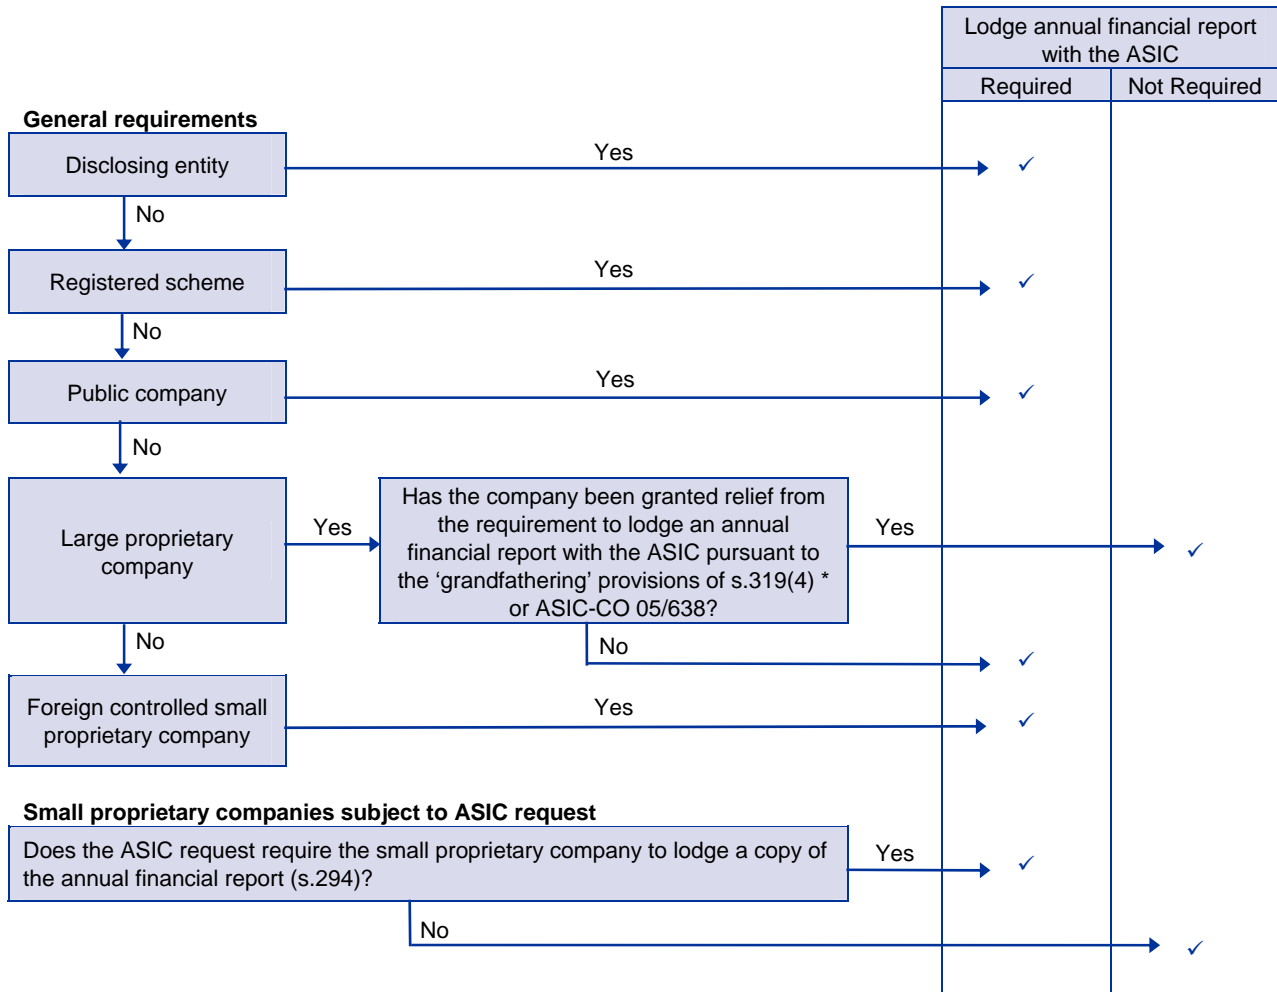 Lodge annual financial report
with the ASIC
Required
Not Required
General requirements
Disclosing entity
Yes
✓
No
Registered scheme
Yes
✓
No
Public company
Yes
✓
No
Large proprietary
company
Yes
Has the company been granted relief from
the requirement to lodge an annual
financial report with the ASIC pursuant to
the ‘grandfathering’ provisions of s.319(4) *
or ASIC-CO 05/638?
Yes
✓
No
✓
No
Foreign controlled small
proprietary company
Yes
✓
Small proprietary companies subject to ASIC request
Does the ASIC request require the small proprietary company to lodge a copy of
the annual financial report (s.294)?
Yes
✓
No
✓